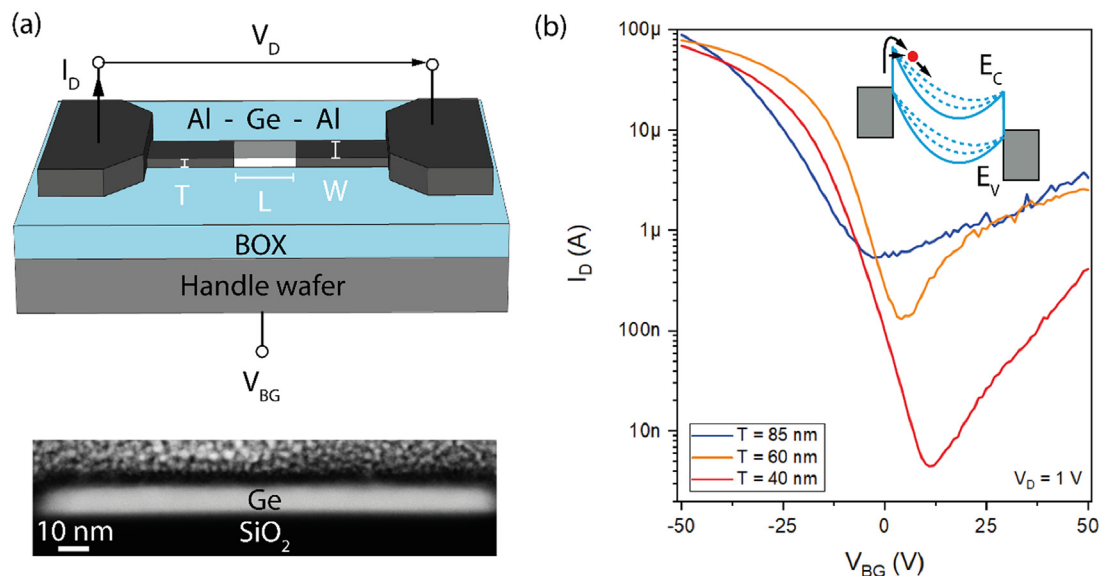 (a)
V_D
I_D
Al - Ge - Al
T
L
W
BOX
Handle wafer
V_BG
Ge
10 nm
SiO₂
(b)
100µ
10µ
1µ
100n
10n
I_D (A)
E_C
E_V
T = 85 nm
T = 60 nm
T = 40 nm
V_D = 1 V
-50 -25 0 25 50
V_BG (V)